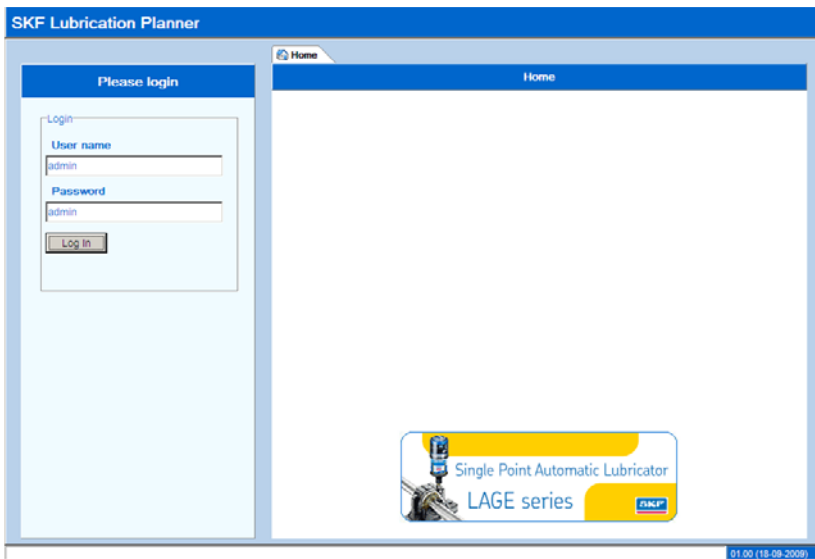 SKF Lubrication Planner
Home
Please login
Home
Login
User name
admin
Password
admin
Log In
Single Point Automatic Lubricator
LAGE series
SKF
01.00 (18-09-2009)